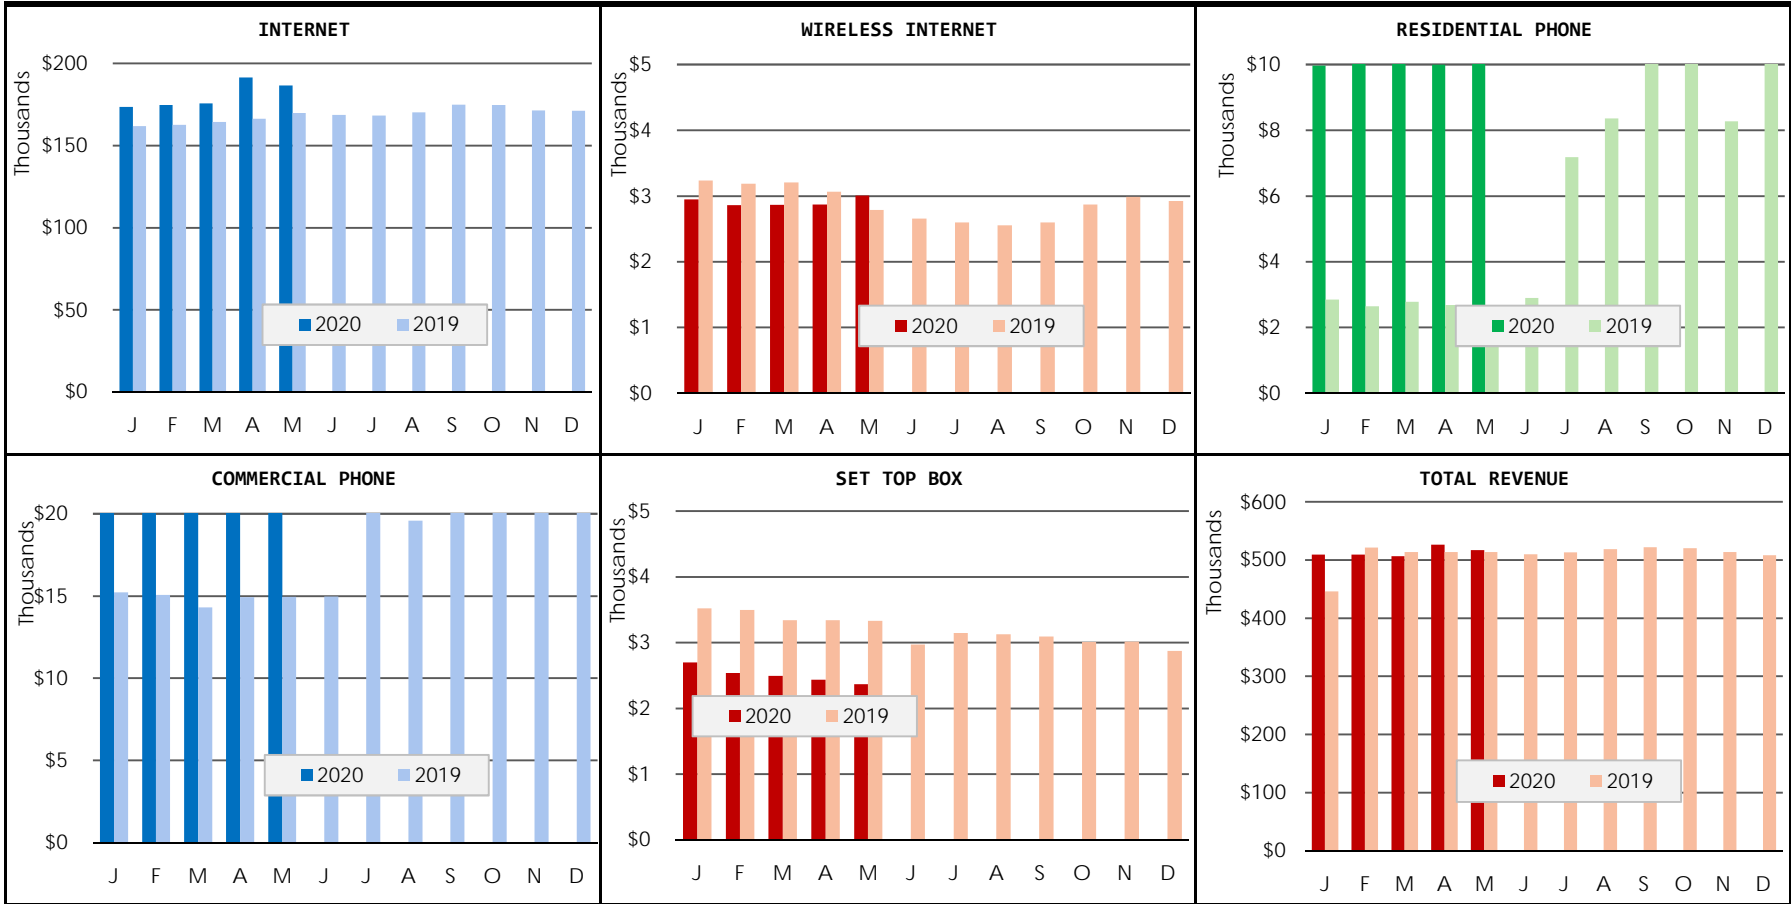 INTERNET
Thousands
$200
$150
$100
$50
$0
2020 2019
J F M A M J J A S O N D
WIRELESS INTERNET
Thousands
$5
$4
$3
$2
$1
$0
2020 2019
J F M A M J J A S O N D
RESIDENTIAL PHONE
Thousands
$10
$8
$6
$4
$2
$0
2020 2019
J F M A M J J A S O N D
COMMERCIAL PHONE
Thousands
$20
$15
$10
$5
$0
2020 2019
J F M A M J J A S O N D
SET TOP BOX
Thousands
$5
$4
$3
$2
$1
$0
2020 2019
J F M A M J J A S O N D
TOTAL REVENUE
Thousands
$600
$500
$400
$300
$200
$100
$0
2020 2019
J F M A M J J A S O N D